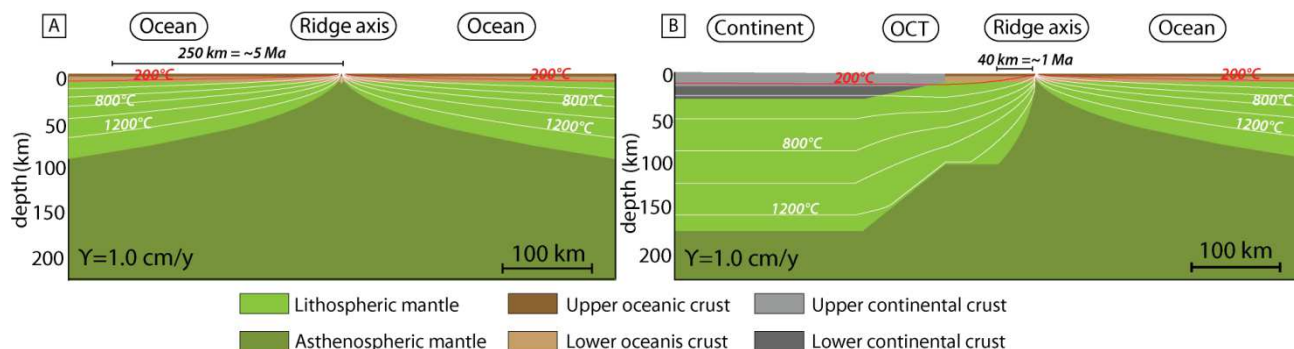 A
Ocean
Ridge axis
Ocean
250 km = ~5 Ma
200°C
200°C
0
800°C
800°C
50
1200°C
1200°C
100
150
200
depth (km)
ϒ=1.0 cm/y
100 km
B
Continent
OCT
Ridge axis
Ocean
40 km =~1 Ma
200°C
200°C
0
800°C
50
1200°C
800°C
100
150
1200°C
200
depth (km)
ϒ=1.0 cm/y
100 km
Lithospheric mantle
Upper oceanic crust
Upper continental crust
Asthenospheric mantle
Lower oceanis crust
Lower continental crust